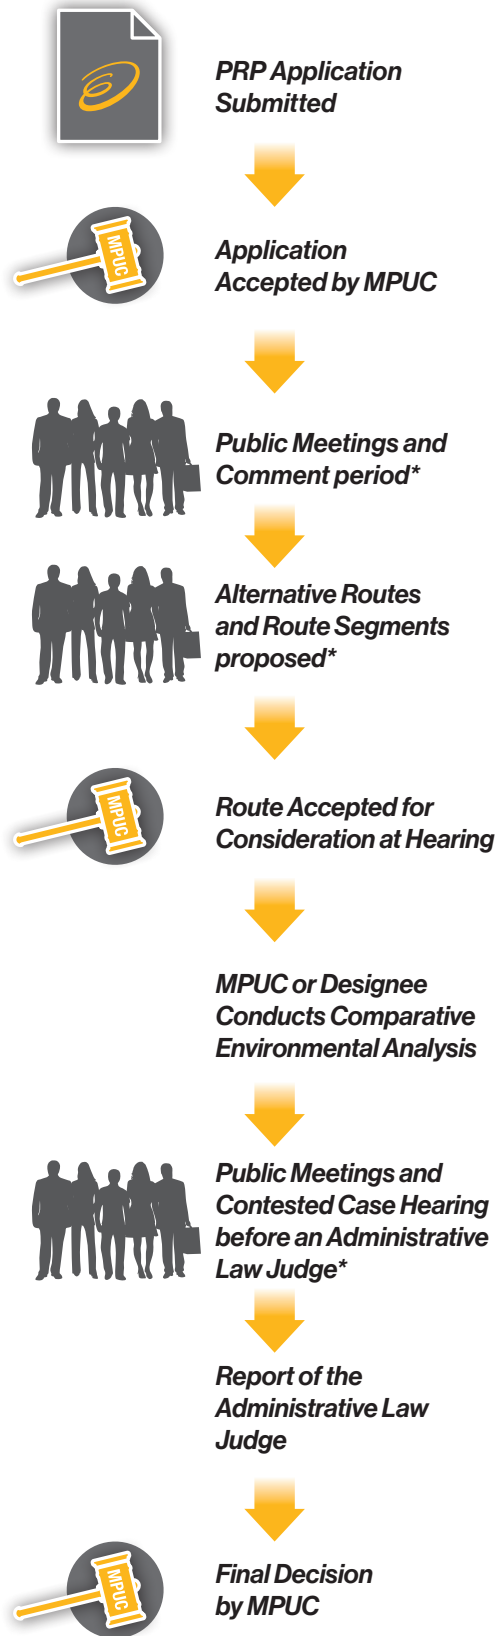 PRP Application
Submitted
MPUC
Application
Accepted by MPUC
Public Meetings and
Comment period*
Alternative Routes
and Route Segments
proposed*
MPUC
Route Accepted for
Consideration at Hearing
MPUC or Designee
Conducts Comparative
Environmental Analysis
Public Meetings and
Contested Case Hearing
before an Administrative
Law Judge*
Report of the
Administrative Law
Judge
MPUC
Final Decision
by MPUC